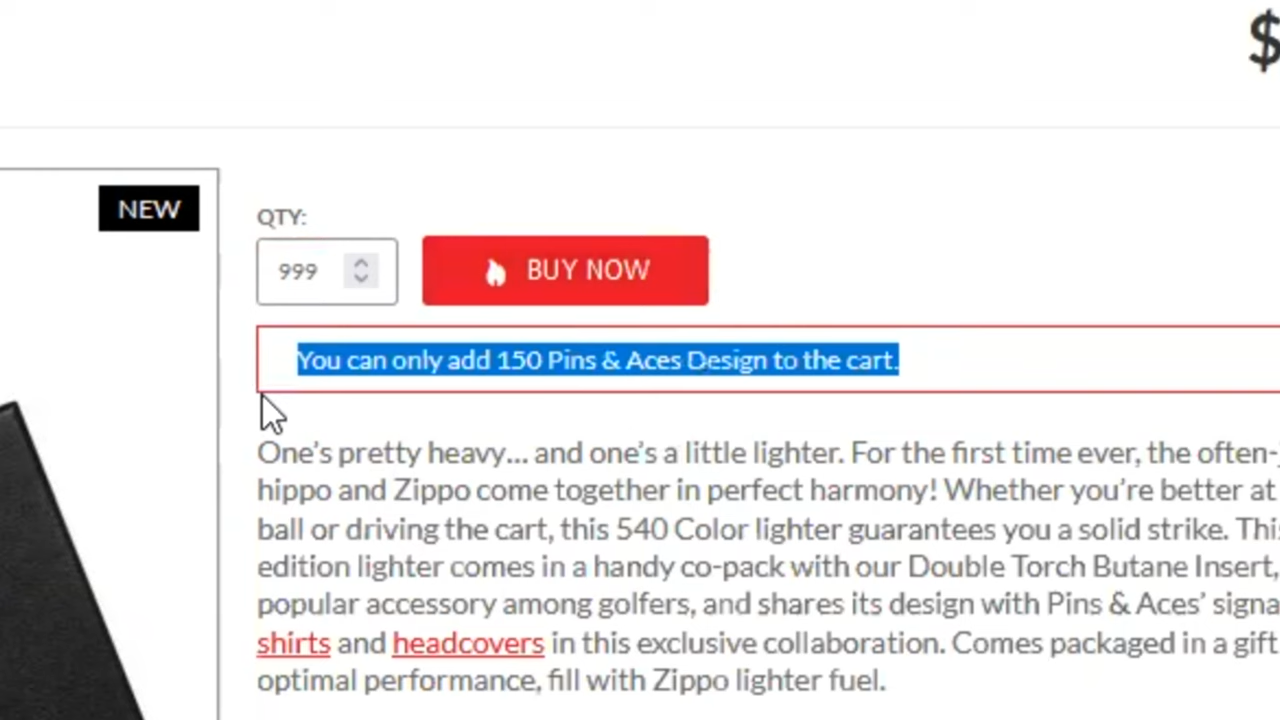 $
NEW
QTY:
999
BUY NOW
You can only add 150 Pins & Aces Design to the cart.
One's pretty heavy... and one's a little lighter. For the first time ever, the often-
hippo and Zippo come together in perfect harmony! Whether you're better at
ball or driving the cart, this 540 Color lighter guarantees you a solid strike.
edition lighter comes in a handy co-pack with our Double Torch Butane Insert,
popular accessory among golfers, and shares its design with Pins & Aces'
shirts and headcovers in this exclusive collaboration. Comes packaged in a gift
optimal performance, fill with Zippo lighter fuel.